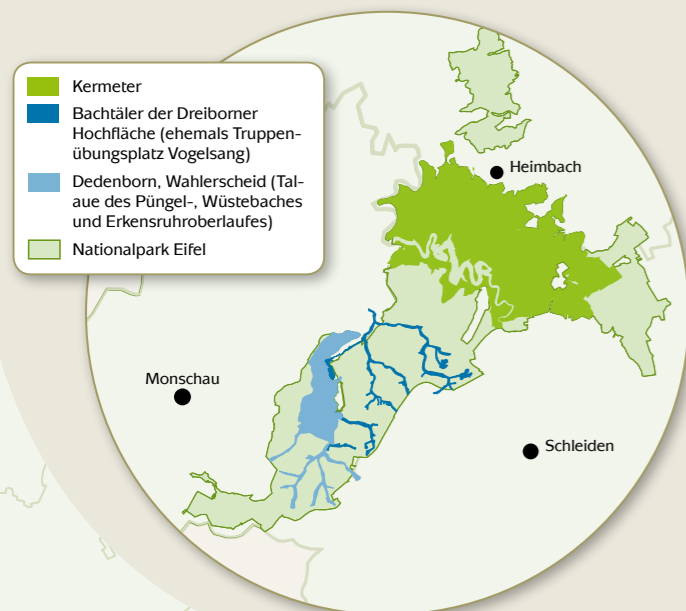 Kermeter
Bachtäler der Dreiborner
Hochfläche (ehemals Truppen-
übungsplatz Vogelsang)
Dedenborn, Wahlerscheid (Tal-
aue des Püngel-, Wüstebaches
und Erkensruhroberlaufes)
Nationalpark Eifel
Heimbach
Monschau
Schleiden